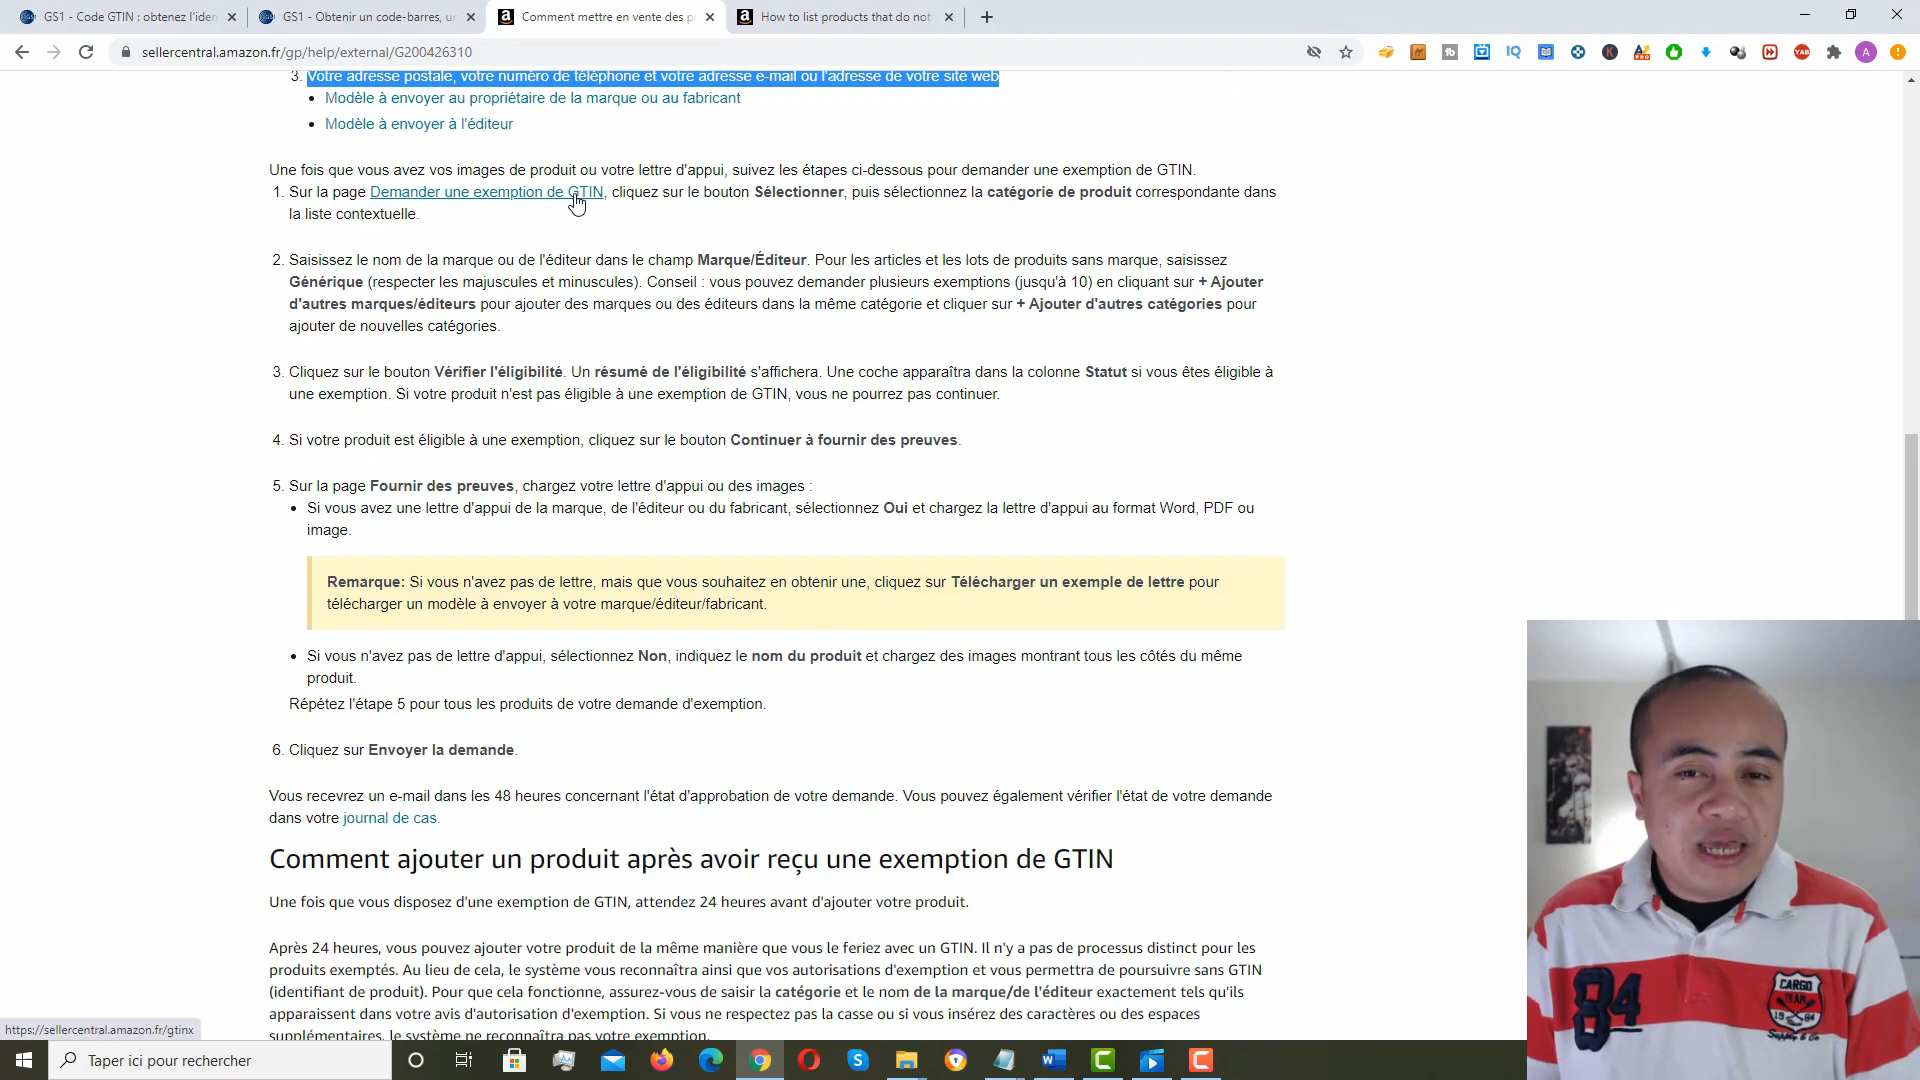 GS1 - Code GTIN : obtenez l'iden
GS1 - Obtenir un code-barres, un
Comment mettre en vente des p
How to list products that do not
sellercentral.amazon.fr/gp/help/external/G200426310
3. Votre adresse postale, votre numéro de téléphone et votre adresse e-mail ou l'adresse de votre site web
• Modèle à envoyer au propriétaire de la marque ou au fabricant
• Modèle à envoyer à l'éditeur
Une fois que vous avez vos images de produit ou votre lettre d'appui, suivez les étapes ci-dessous pour demander une exemption de GTIN.
1. Sur la page Demander une exemption de GTIN, cliquez sur le bouton Sélectionner, puis sélectionnez la catégorie de produit correspondante dans
la liste contextuelle.
2. Saisissez le nom de la marque ou de l'éditeur dans le champ Marque/Éditeur. Pour les articles et les lots de produits sans marque, saisissez
Générique (respecter les majuscules et minuscules). Conseil : vous pouvez demander plusieurs exemptions (jusqu'à 10) en cliquant sur + Ajouter
d'autres marques/éditeurs pour ajouter des marques ou des éditeurs dans la même catégorie et cliquer sur + Ajouter d'autres catégories pour
ajouter de nouvelles catégories.
3. Cliquez sur le bouton Vérifier l'éligibilité. Un résumé de l'éligibilité s'affichera. Une coche apparaîtra dans la colonne Statut si vous êtes éligible à
une exemption. Si votre produit n'est pas éligible à une exemption de GTIN, vous ne pourrez pas continuer.
4. Si votre produit est éligible à une exemption, cliquez sur le bouton Continuer à fournir des preuves.
5. Sur la page Fournir des preuves, chargez votre lettre d'appui ou des images :
• Si vous avez une lettre d'appui de la marque, de l'éditeur ou du fabricant, sélectionnez Oui et chargez la lettre d'appui au format Word, PDF ou
image.
Remarque: Si vous n'avez pas de lettre, mais que vous souhaitez en obtenir une, cliquez sur Télécharger un exemple de lettre pour
télécharger un modèle à envoyer à votre marque/éditeur/fabricant.
• Si vous n'avez pas de lettre d'appui, sélectionnez Non, indiquez le nom du produit et chargez des images montrant tous les côtés du même
produit.
Répétez l'étape 5 pour tous les produits de votre demande d'exemption.
6. Cliquez sur Envoyer la demande.
Vous recevrez un e-mail dans les 48 heures concernant l'état d'approbation de votre demande. Vous pouvez également vérifier l'état de votre demande
dans votre journal de cas.
Comment ajouter un produit après avoir reçu une exemption de GTIN
Une fois que vous disposez d'une exemption de GTIN, attendez 24 heures avant d'ajouter votre produit.
Après 24 heures, vous pouvez ajouter votre produit de la même manière que vous le feriez avec un GTIN. Il n'y a pas de processus distinct pour les
produits exemptés. Au lieu de cela, le système vous reconnaîtra ainsi que vos autorisations d'exemption et vous permettra de poursuivre sans GTIN
(identifiant de produit). Pour que cela fonctionne, assurez-vous de saisir la catégorie et le nom de la marque/de l'éditeur exactement tels qu'ils
apparaissent dans votre avis d'autorisation d'exemption. Si vous ne respectez pas la casse ou si vous insérez des caractères ou des espaces
supplémentaires, le système ne reconnaîtra pas votre exemption.
https://sellercentral.amazon.fr/gtinx
Taper ici pour rechercher
84
CARGO
TEAM